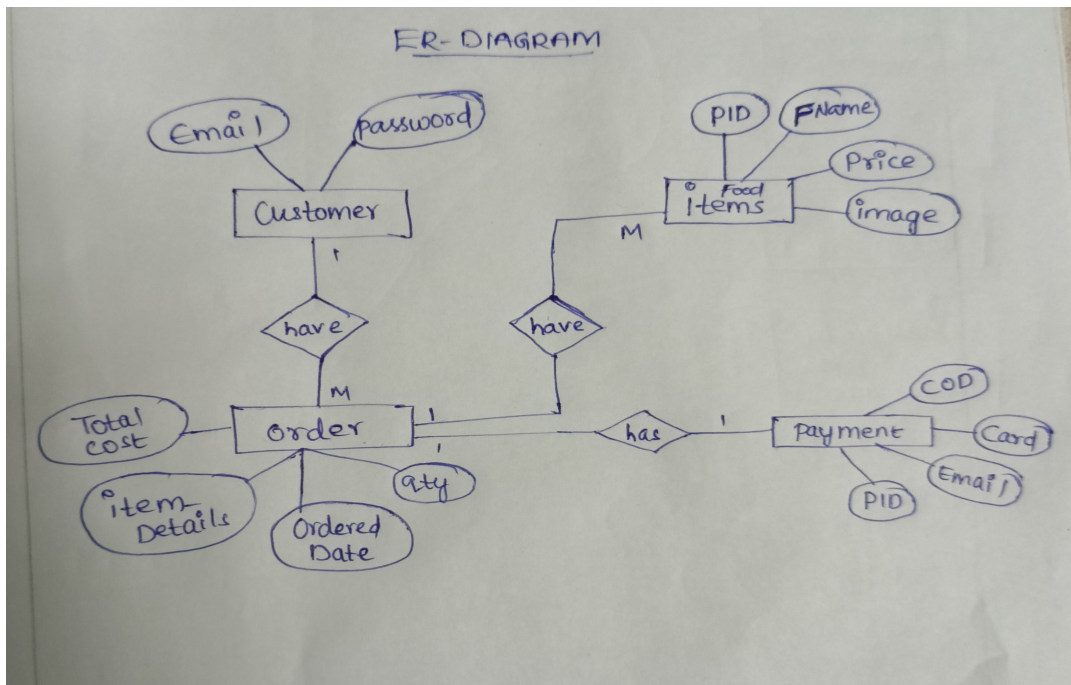 ER-DIAGRAM
Email
password
PID
FName
Price
image
Food
items
Customer
1
M
have
have
M
Total
cost
order
1
1
has
1
payment
COD
Card
Email
PID
item
Details
Ordered
Date
qty